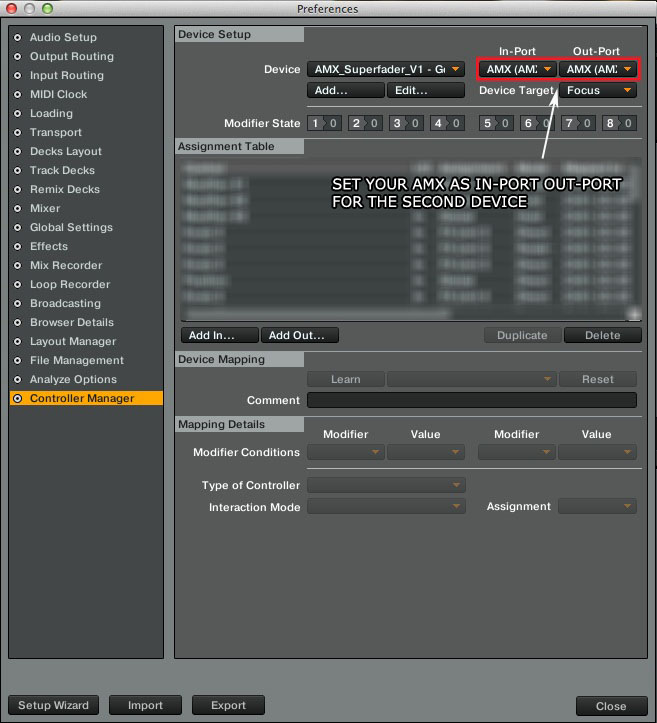 Preferences
Audio Setup
Output Routing
Input Routing
MIDI Clock
Loading
Transport
Decks Layout
Track Decks
Remix Decks
Mixer
Global Settings
Effects
Mix Recorder
Loop Recorder
Broadcasting
Browser Details
Layout Manager
File Management
Analyze Options
Controller Manager
Device Setup
In-Port Out-Port
Device AMX_Superfader_V1 - G AMX (AM AMX (AM
Add... Edit... Device Target Focus
Modifier State 1 0 2 0 3 0 4 0 5 0 6 0 7 0 8 0
Assignment Table
SET YOUR AMX AS IN-PORT OUT-PORT
FOR THE SECOND DEVICE
Add In... Add Out... Duplicate Delete
Device Mapping
Learn Reset
Comment
Mapping Details
Modifier Value Modifier Value
Modifier Conditions
Type of Controller
Interaction Mode Assignment
Setup Wizard Import Export Close